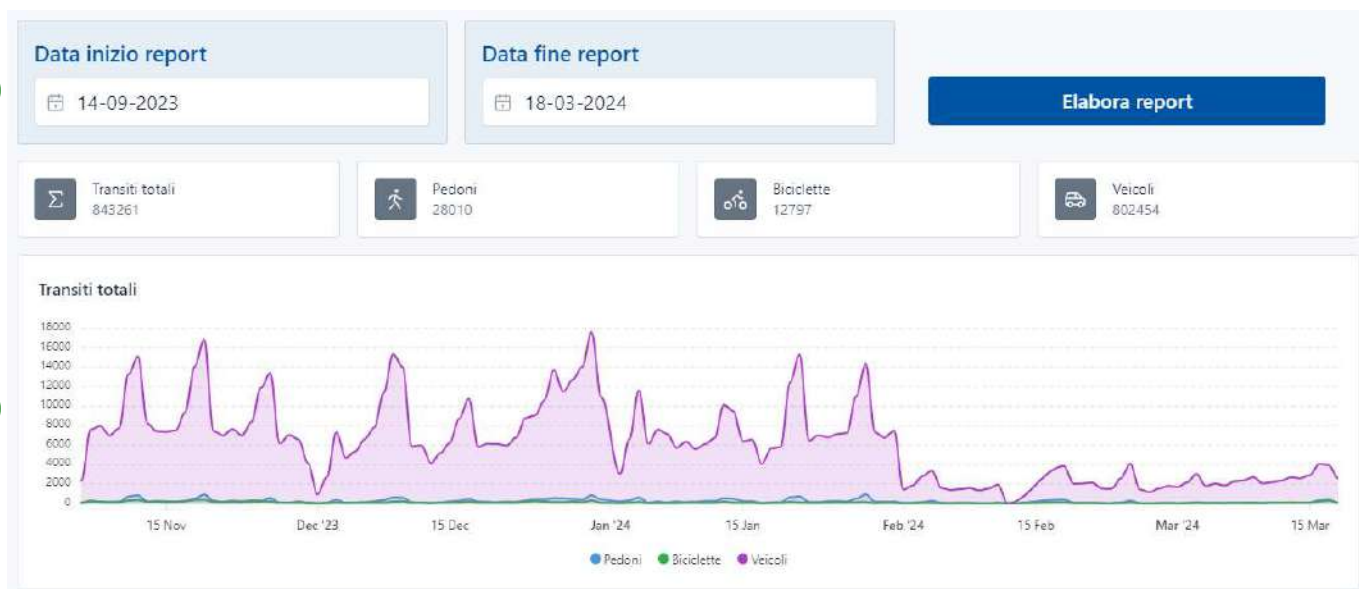 Data inizio report
14-09-2023
Data fine report
18-03-2024
Elabora report
Transiti totali
843261
Pedoni
28010
Biciclette
12797
Veicoli
802454
Transiti totali
18000
16000
14000
12000
10000
8000
6000
4000
2000
0
15 Nov Dec '23 15 Dec Jan '24 15 Jan Feb '24 15 Feb Mar '24 15 Mar
Pedoni Biciclette Veicoli